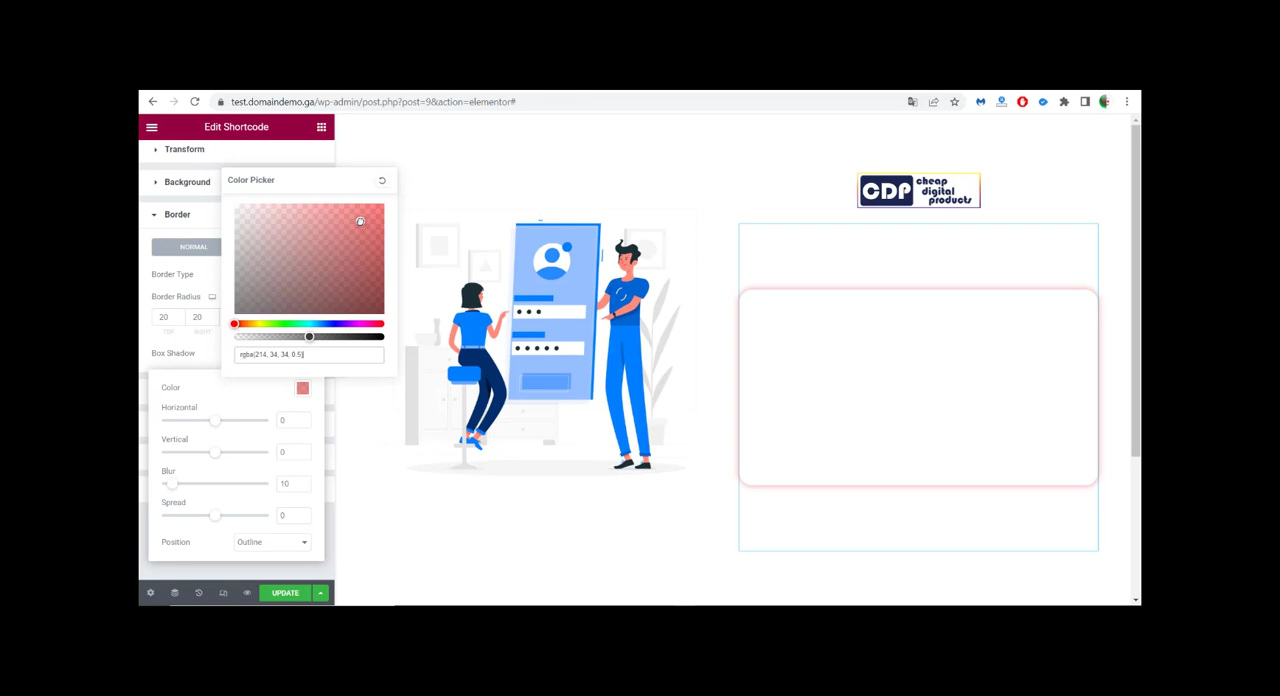 test.domaindemo.ga/wp-admin/post.php?post=9&action=elementor#
Edit Shortcode
Transform
Background
Border
NORMAL
Border Type
Border Radius
20 20
TOP RIGHT
Box Shadow
Color Picker
rgba(214, 34, 34, 0.5)
Color
Horizontal
0
Vertical
0
Blur
10
Spread
0
Position Outline
UPDATE
CDP cheap
digital
products